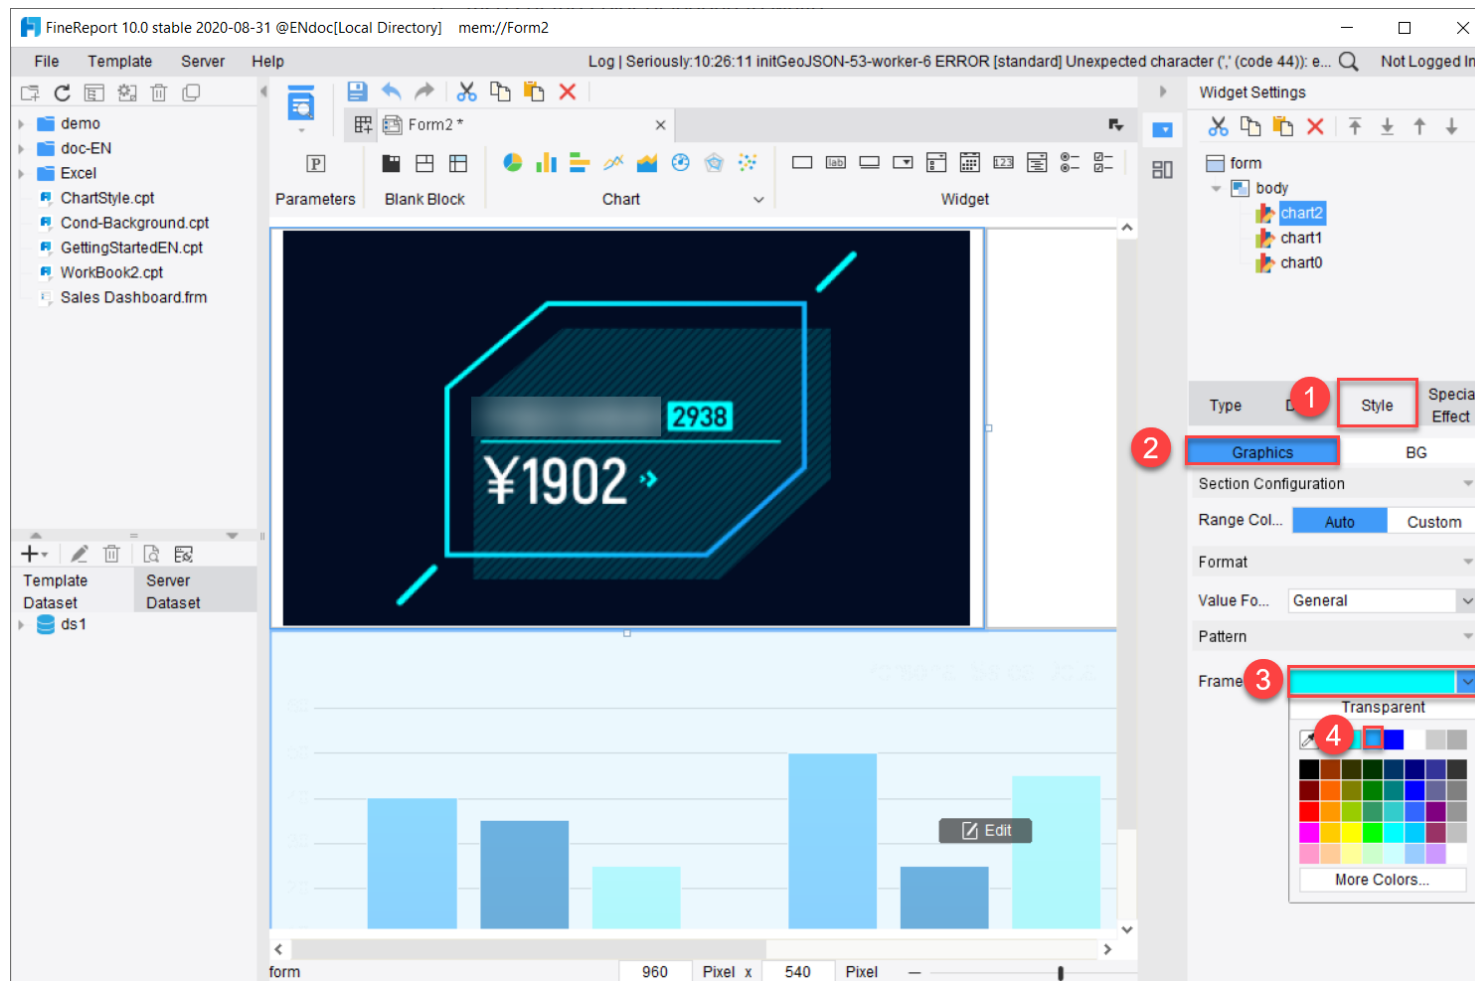 FineReport 10.0 stable 2020-08-31 @ENdoc[Local Directory] mem://Form2
File Template Server Help
Log | Seriously:10:26:11 initGeoJSON-53-worker-6 ERROR [standard] Unexpected character (',' (code 44)): e... Not Logged In
Widget Settings
demo
doc-EN
Excel
ChartStyle.cpt
Cond-Background.cpt
GettingStartedEN.cpt
WorkBook2.cpt
Sales Dashboard.frm
Form2 *
P
lab
123
Parameters Blank Block Chart Widget
form
body
chart2
chart1
chart0
2938
¥1902
Template Dataset
Server Dataset
ds1
Edit
form 960 Pixel x 540 Pixel
Type
1
Style
Special Effect
2
Graphics BG
Section Configuration
Range Col... Auto Custom
Format
Value Fo... General
Pattern
Frame
3
Transparent
4
More Colors...